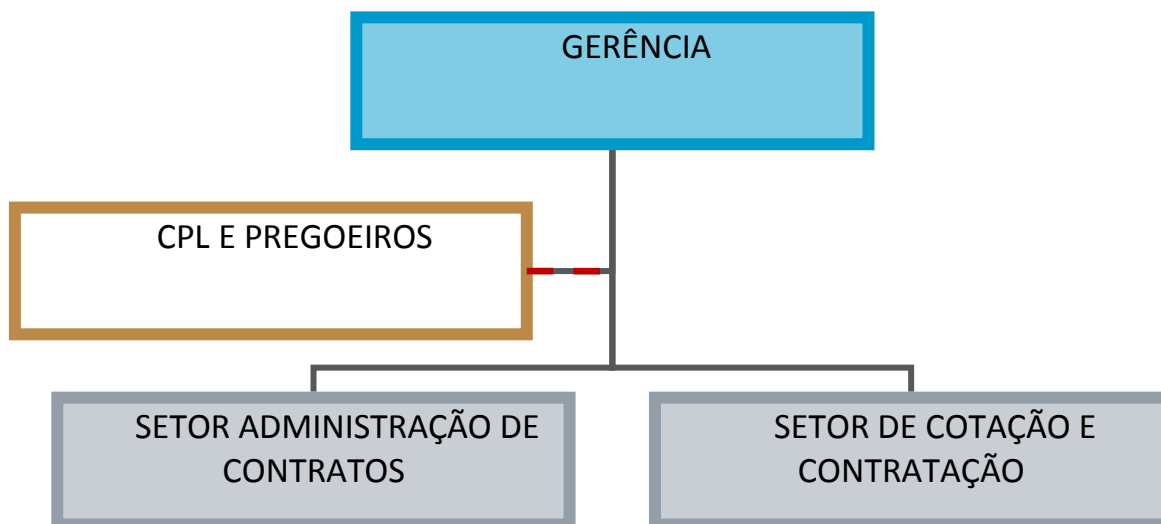 GERÊNCIA
CPL E PREGOEIROS
SETOR ADMINISTRAÇÃO DE
CONTRATOS
SETOR DE COTAÇÃO E
CONTRATAÇÃO